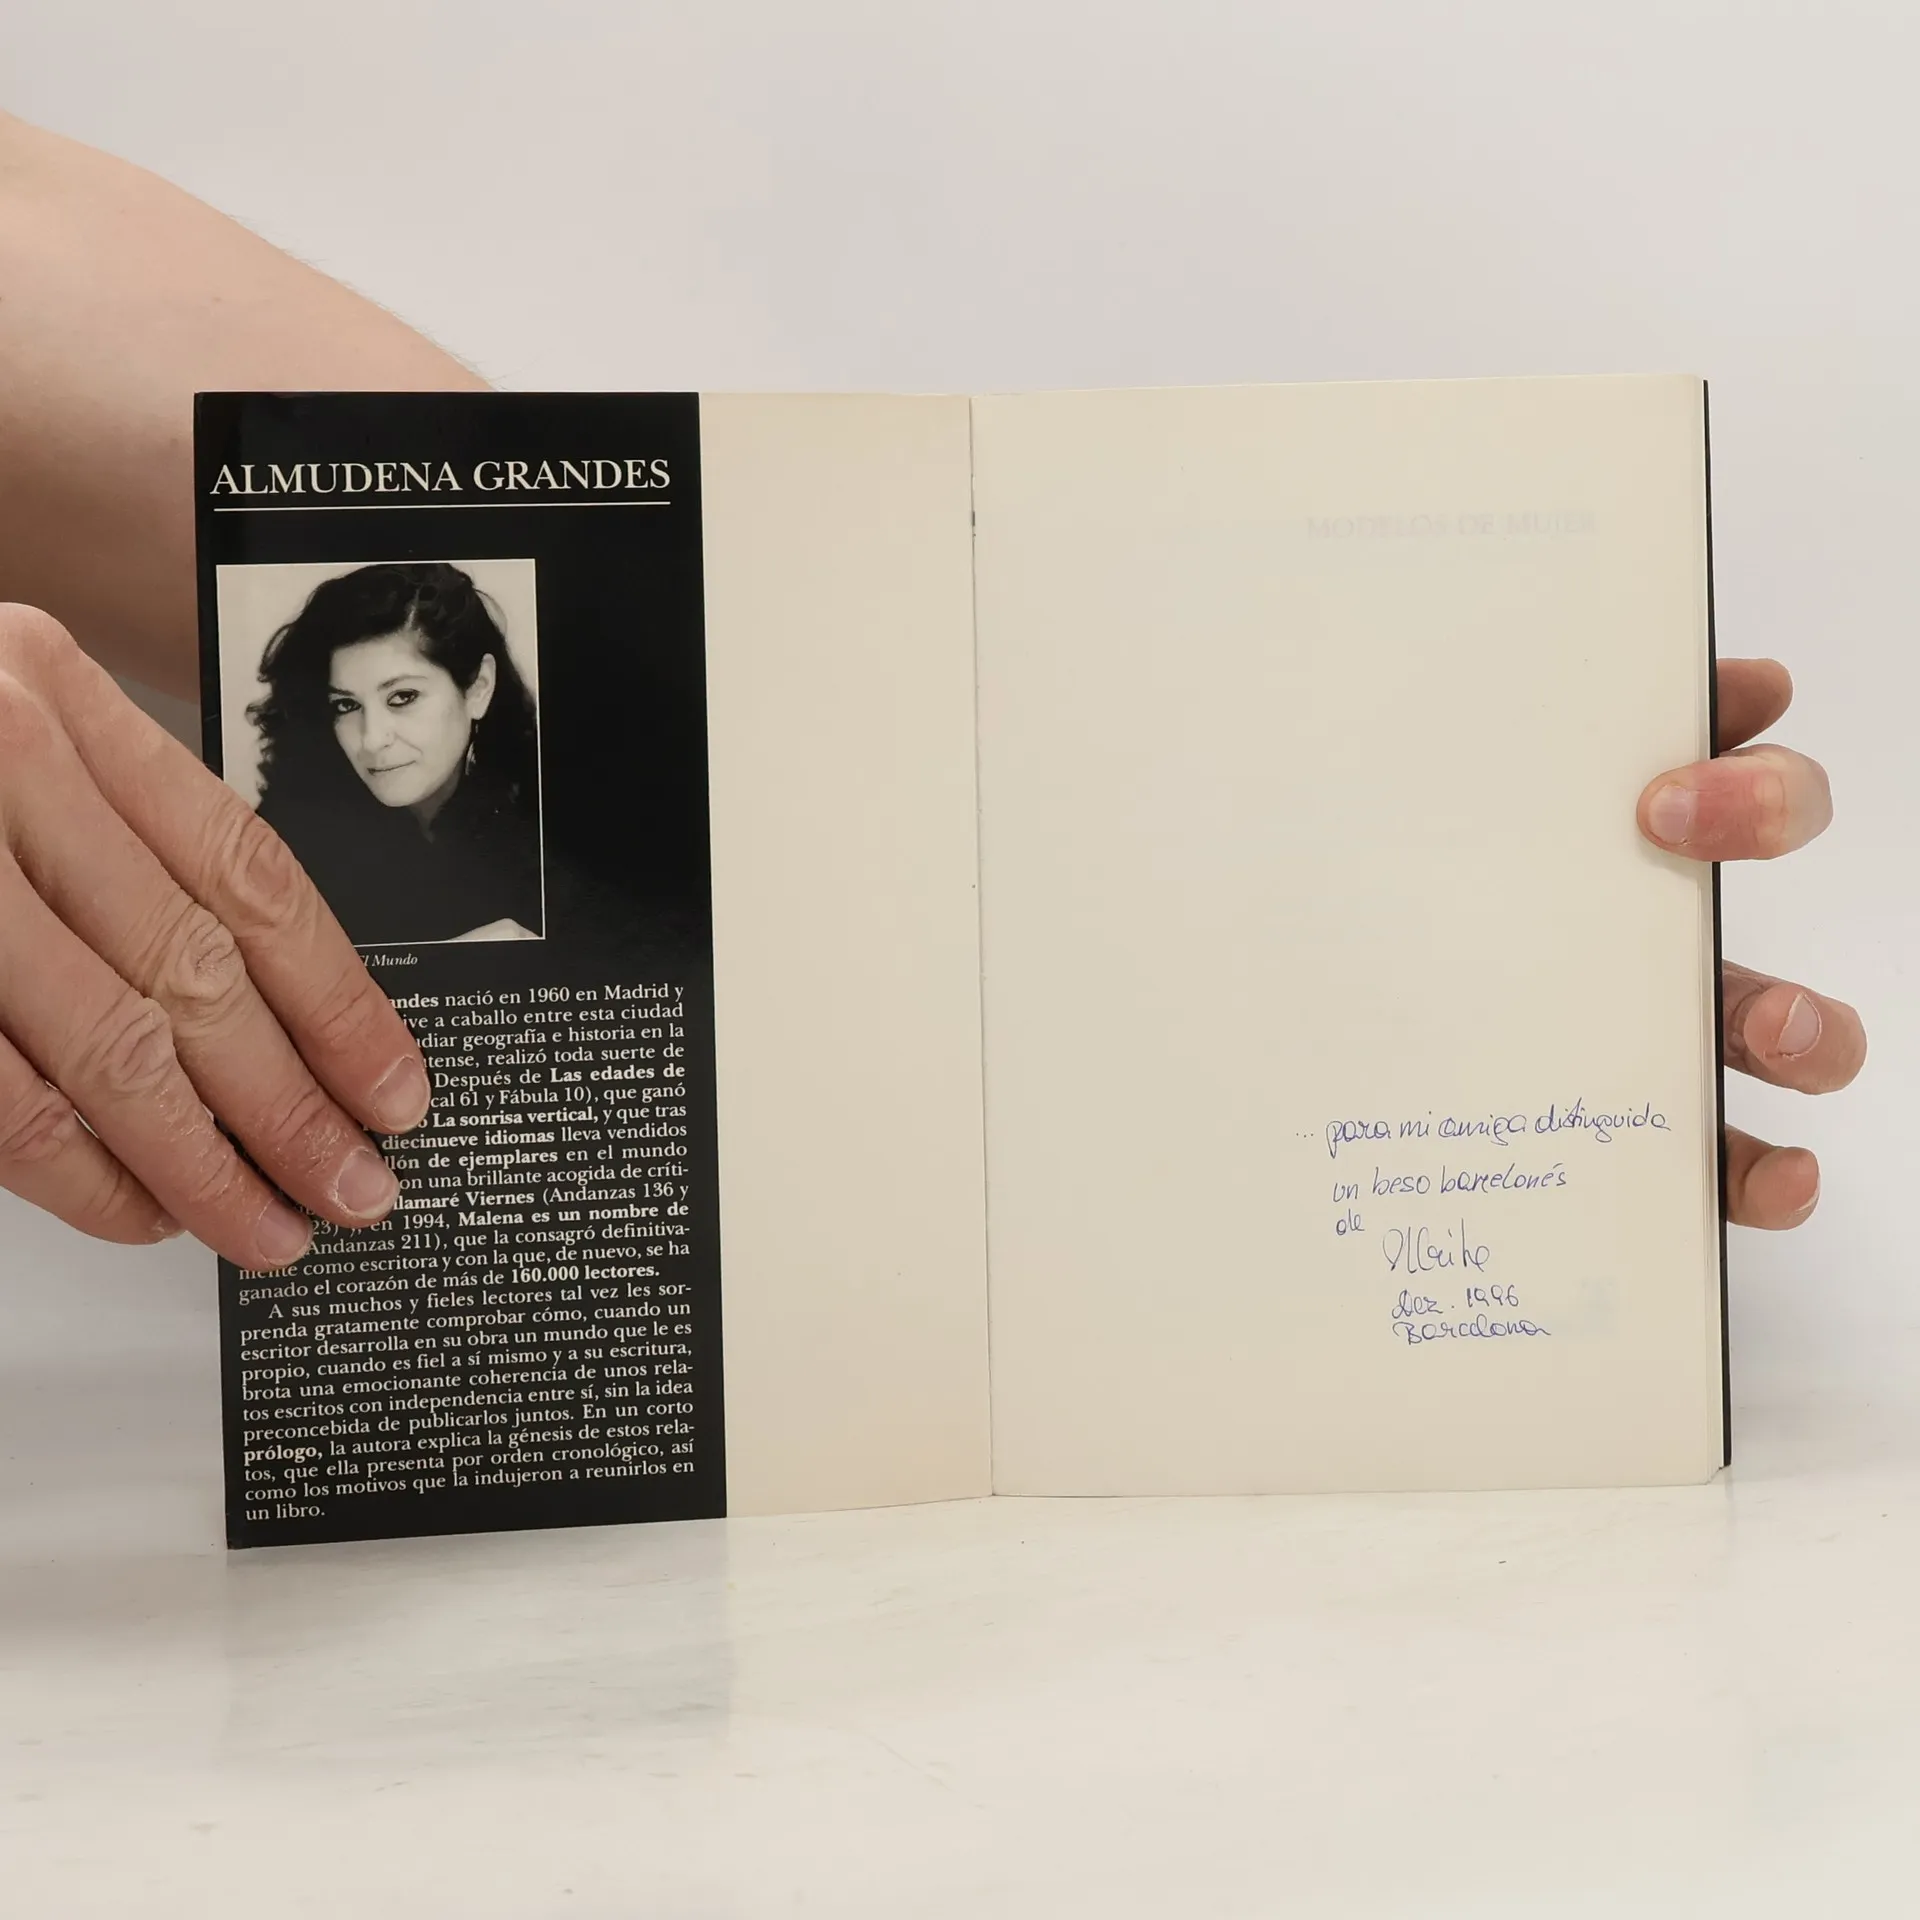 ALMUDENA GRANDES
El Mundo
andes nació en 1960 en Madrid y
ive a caballo entre esta ciudad
udiar geografía e historia en la
utense, realizó toda suerte de
Después de Las edades de
cal 61 y Fábula 10), que ganó
o La sonrisa vertical, y que tras
diecinueve idiomas lleva vendidos
llón de ejemplares en el mundo
on una brillante acogida de críti-
llamaré Viernes (Andanzas 136 y
23) y, en 1994, Malena es un nombre de
Andanzas 211), que la consagró definitiva-
mente como escritora y con la que, de nuevo, se ha
ganado el corazón de más de 160.000 lectores.
A sus muchos y fieles lectores tal vez les sor-
prenda gratamente comprobar cómo, cuando un
escritor desarrolla en su obra un mundo que le es
propio, cuando es fiel a sí mismo y a su escritura,
brota una emocionante coherencia de unos rela-
tos escritos con independencia entre sí, sin la idea
preconcebida de publicarlos juntos. En un corto
prólogo, la autora explica la génesis de estos rela-
tos, que ella presenta por orden cronológico, así
como los motivos que la indujeron a reunirlos en
un libro.
MODELOS DE MUJER
... para mi amiga distinguida
un beso barcelonés
de
Dez. 1996
Barcelona